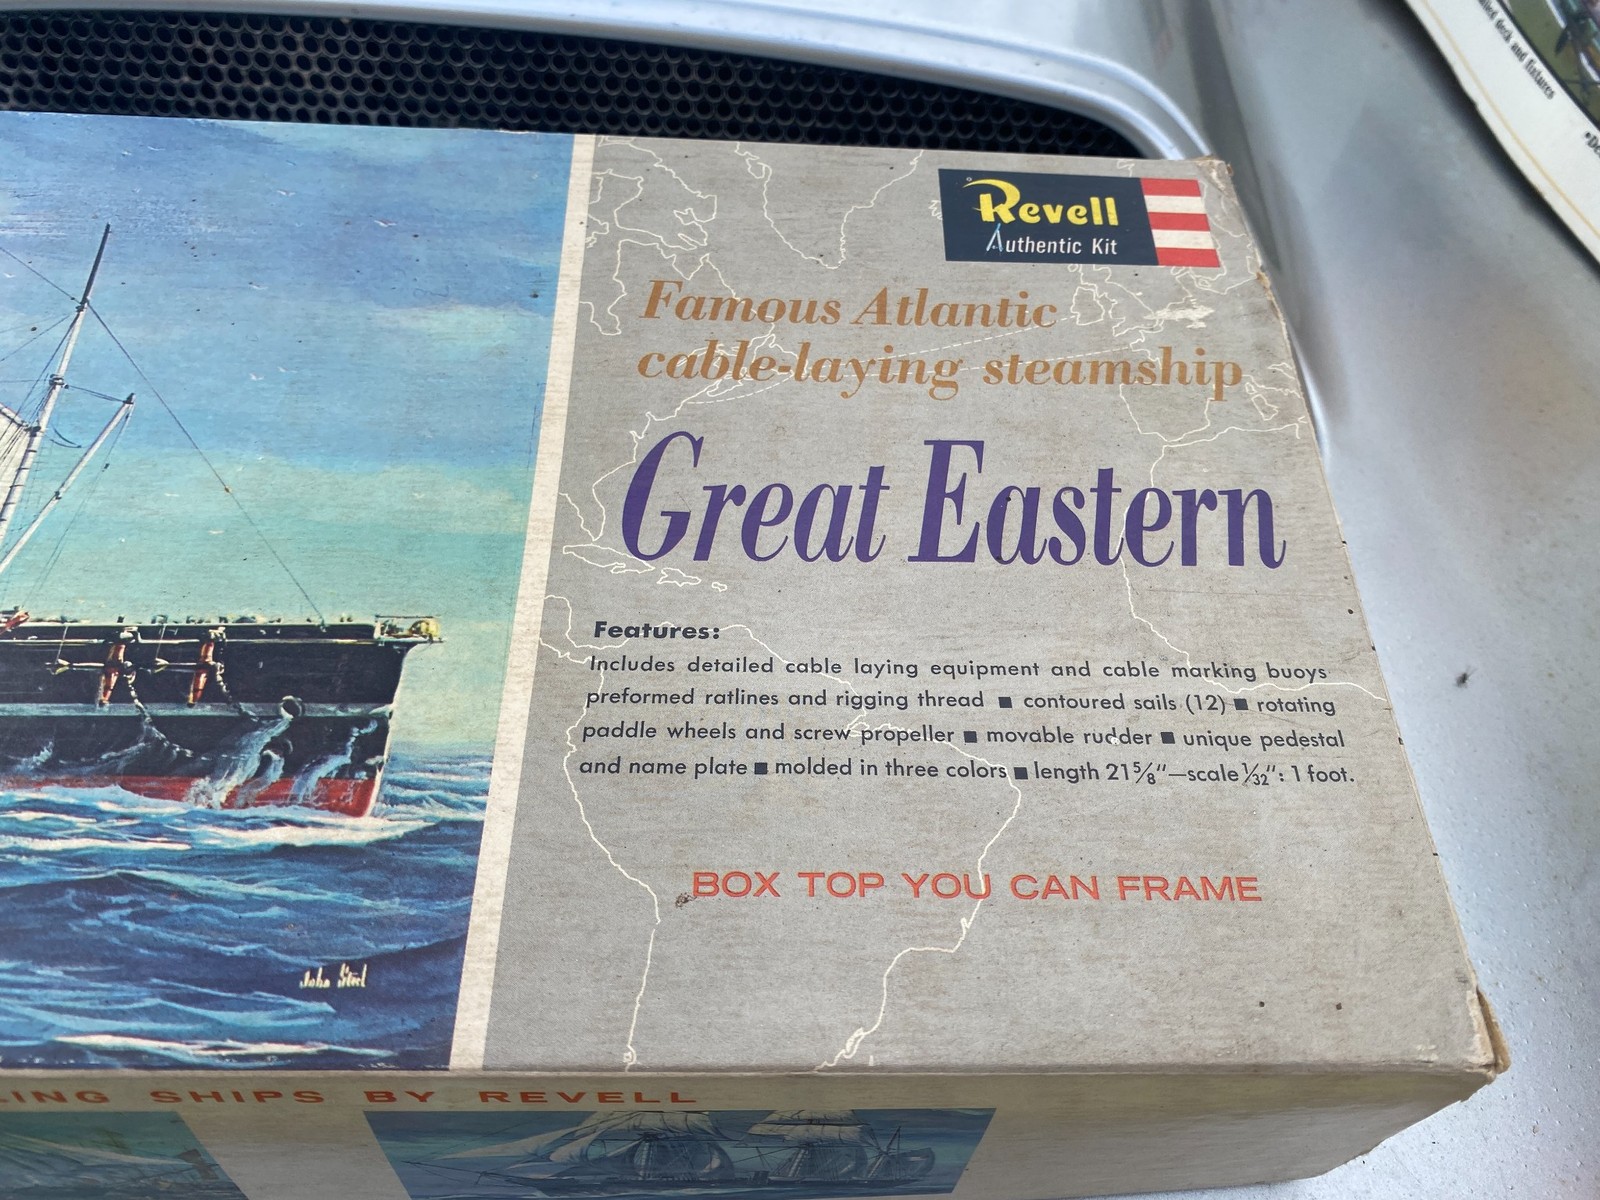 Revell
Authentic Kit
Famous Atlantic
cable-laying steamship
Great Eastern
Features:
Includes detailed cable laying equipment and cable marking buoys
preformed ratlines and rigging thread ■ contoured sails (12) ■ rotating
paddle wheels and screw propeller ■ movable rudder ■ unique pedestal
and name plate ■ molded in three colors ■ length 21⅝"—scale 1/32": 1 foot.
BOX TOP YOU CAN FRAME
John Steel
LING SHIPS BY REVELL
deck and fixtures